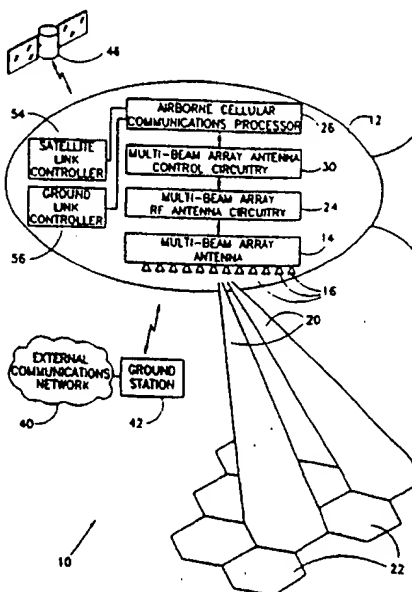 46
54
AIRBORNE CELLULAR
COMMUNICATIONS PROCESSOR
26
12
SATELLITE
LINK
CONTROLLER
MULTI-BEAM ARRAY ANTENNA
CONTROL CIRCUITRY
30
GROUND
LINK
CONTROLLER
MULTI-BEAM ARRAY
RF ANTENNA CIRCUITRY
24
56
MULTI-BEAM ARRAY
ANTENNA
14
16
20
EXTERNAL
COMMUNICATIONS
NETWORK
GROUND
STATION
40
42
10
22